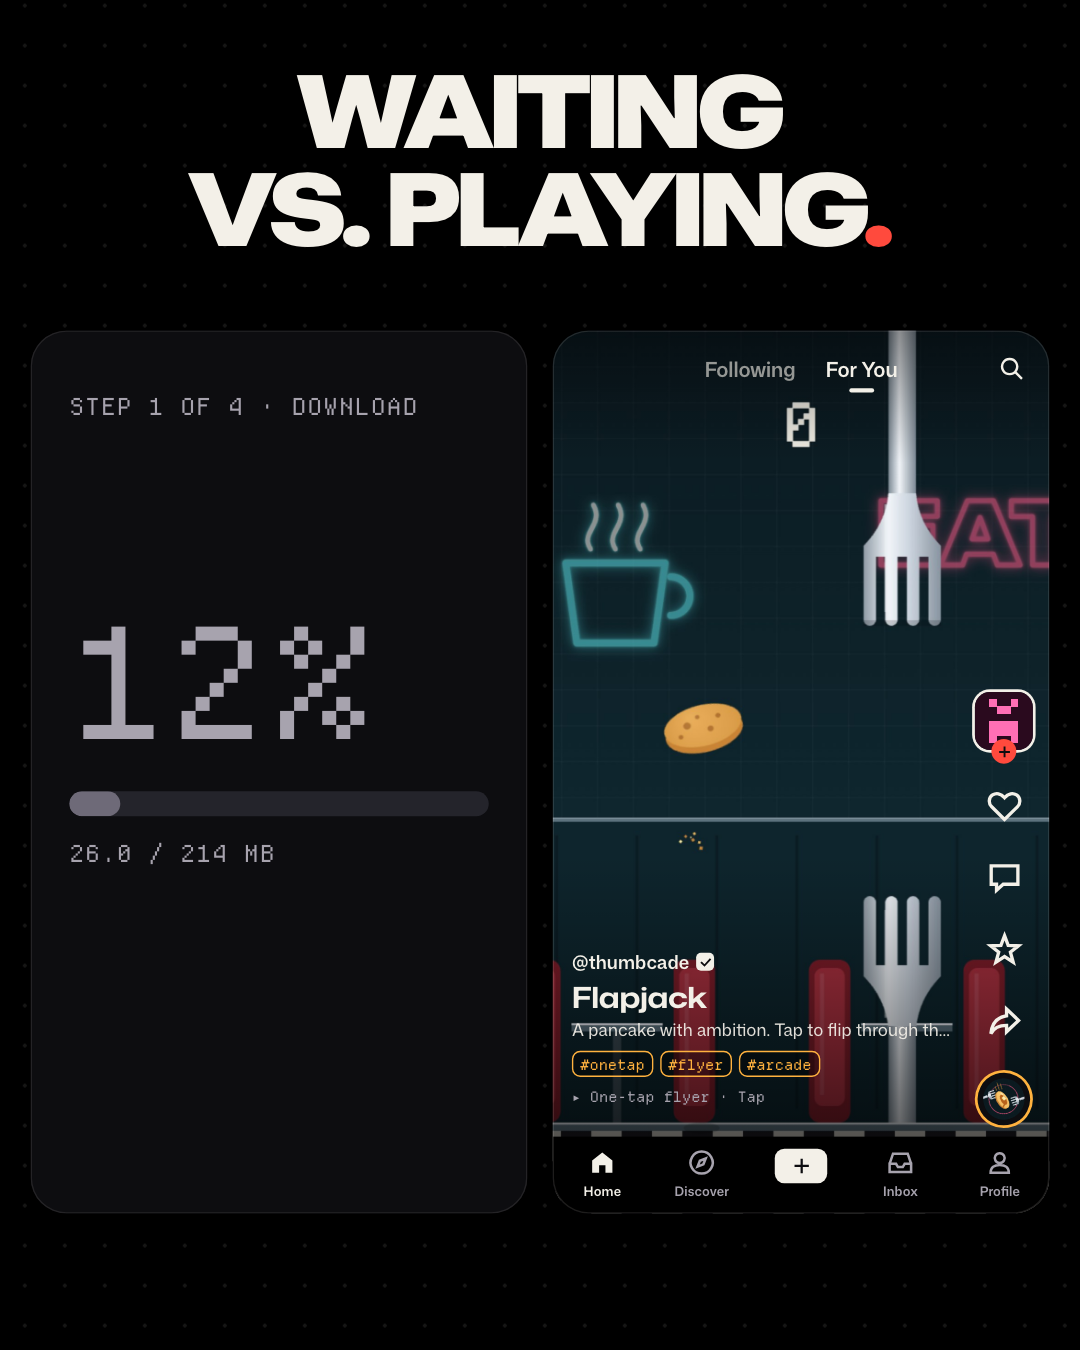 WAITING
VS. PLAYING.
STEP 1 OF 4 · DOWNLOAD
12%
26.0 / 214 MB
Following For You
0
EAT
@thumbcade
Flapjack
A pancake with ambition. Tap to flip through th...
#onetap #flyer #arcade
▸ One-tap flyer · Tap
Home Discover + Inbox Profile